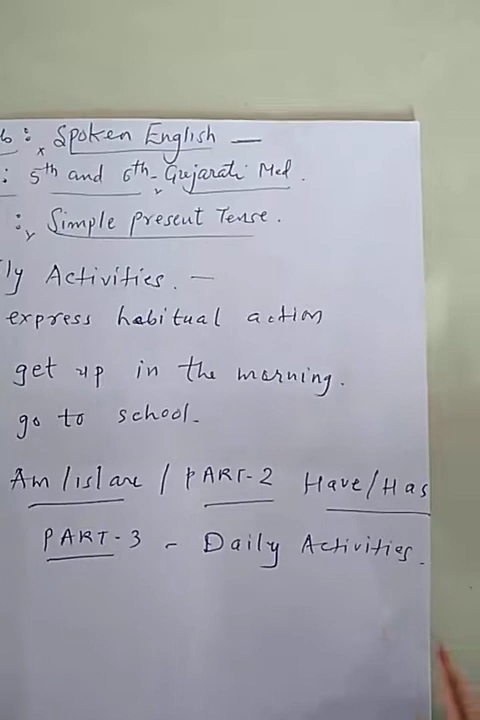 b : Spoken English —
: 5th and 6th - Gujarati Med.
: Simple Present Tense.
ly Activities. —
express habitual action
get up in the morning.
go to school.
Am/is/are / PART-2 Have/Has
PART-3 - Daily Activities.